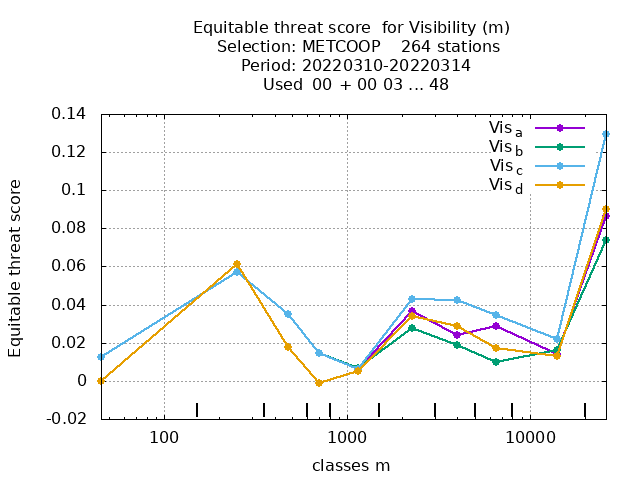 Equitable threat score for Visibility (m)
Selection: METCOOP 264 stations
Period: 20220310-20220314
Used 00 + 00 03 ... 48
Equitable threat score
0.14
0.12
0.1
0.08
0.06
0.04
0.02
0
-0.02
Vis a
Vis b
Vis c
Vis d
100
1000
10000
classes m